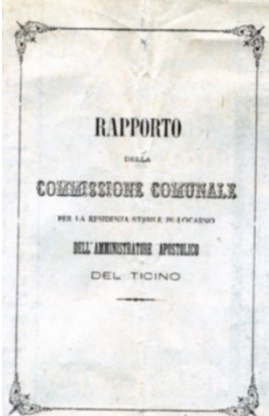 RAPPORTO
DELLA
COMMISSIONE COMUNALE
PER LA RESIDENZA STABILE IN LOCARNO
DELL'AMMINISTRATORE APOSTOLICO
DEL TICINO